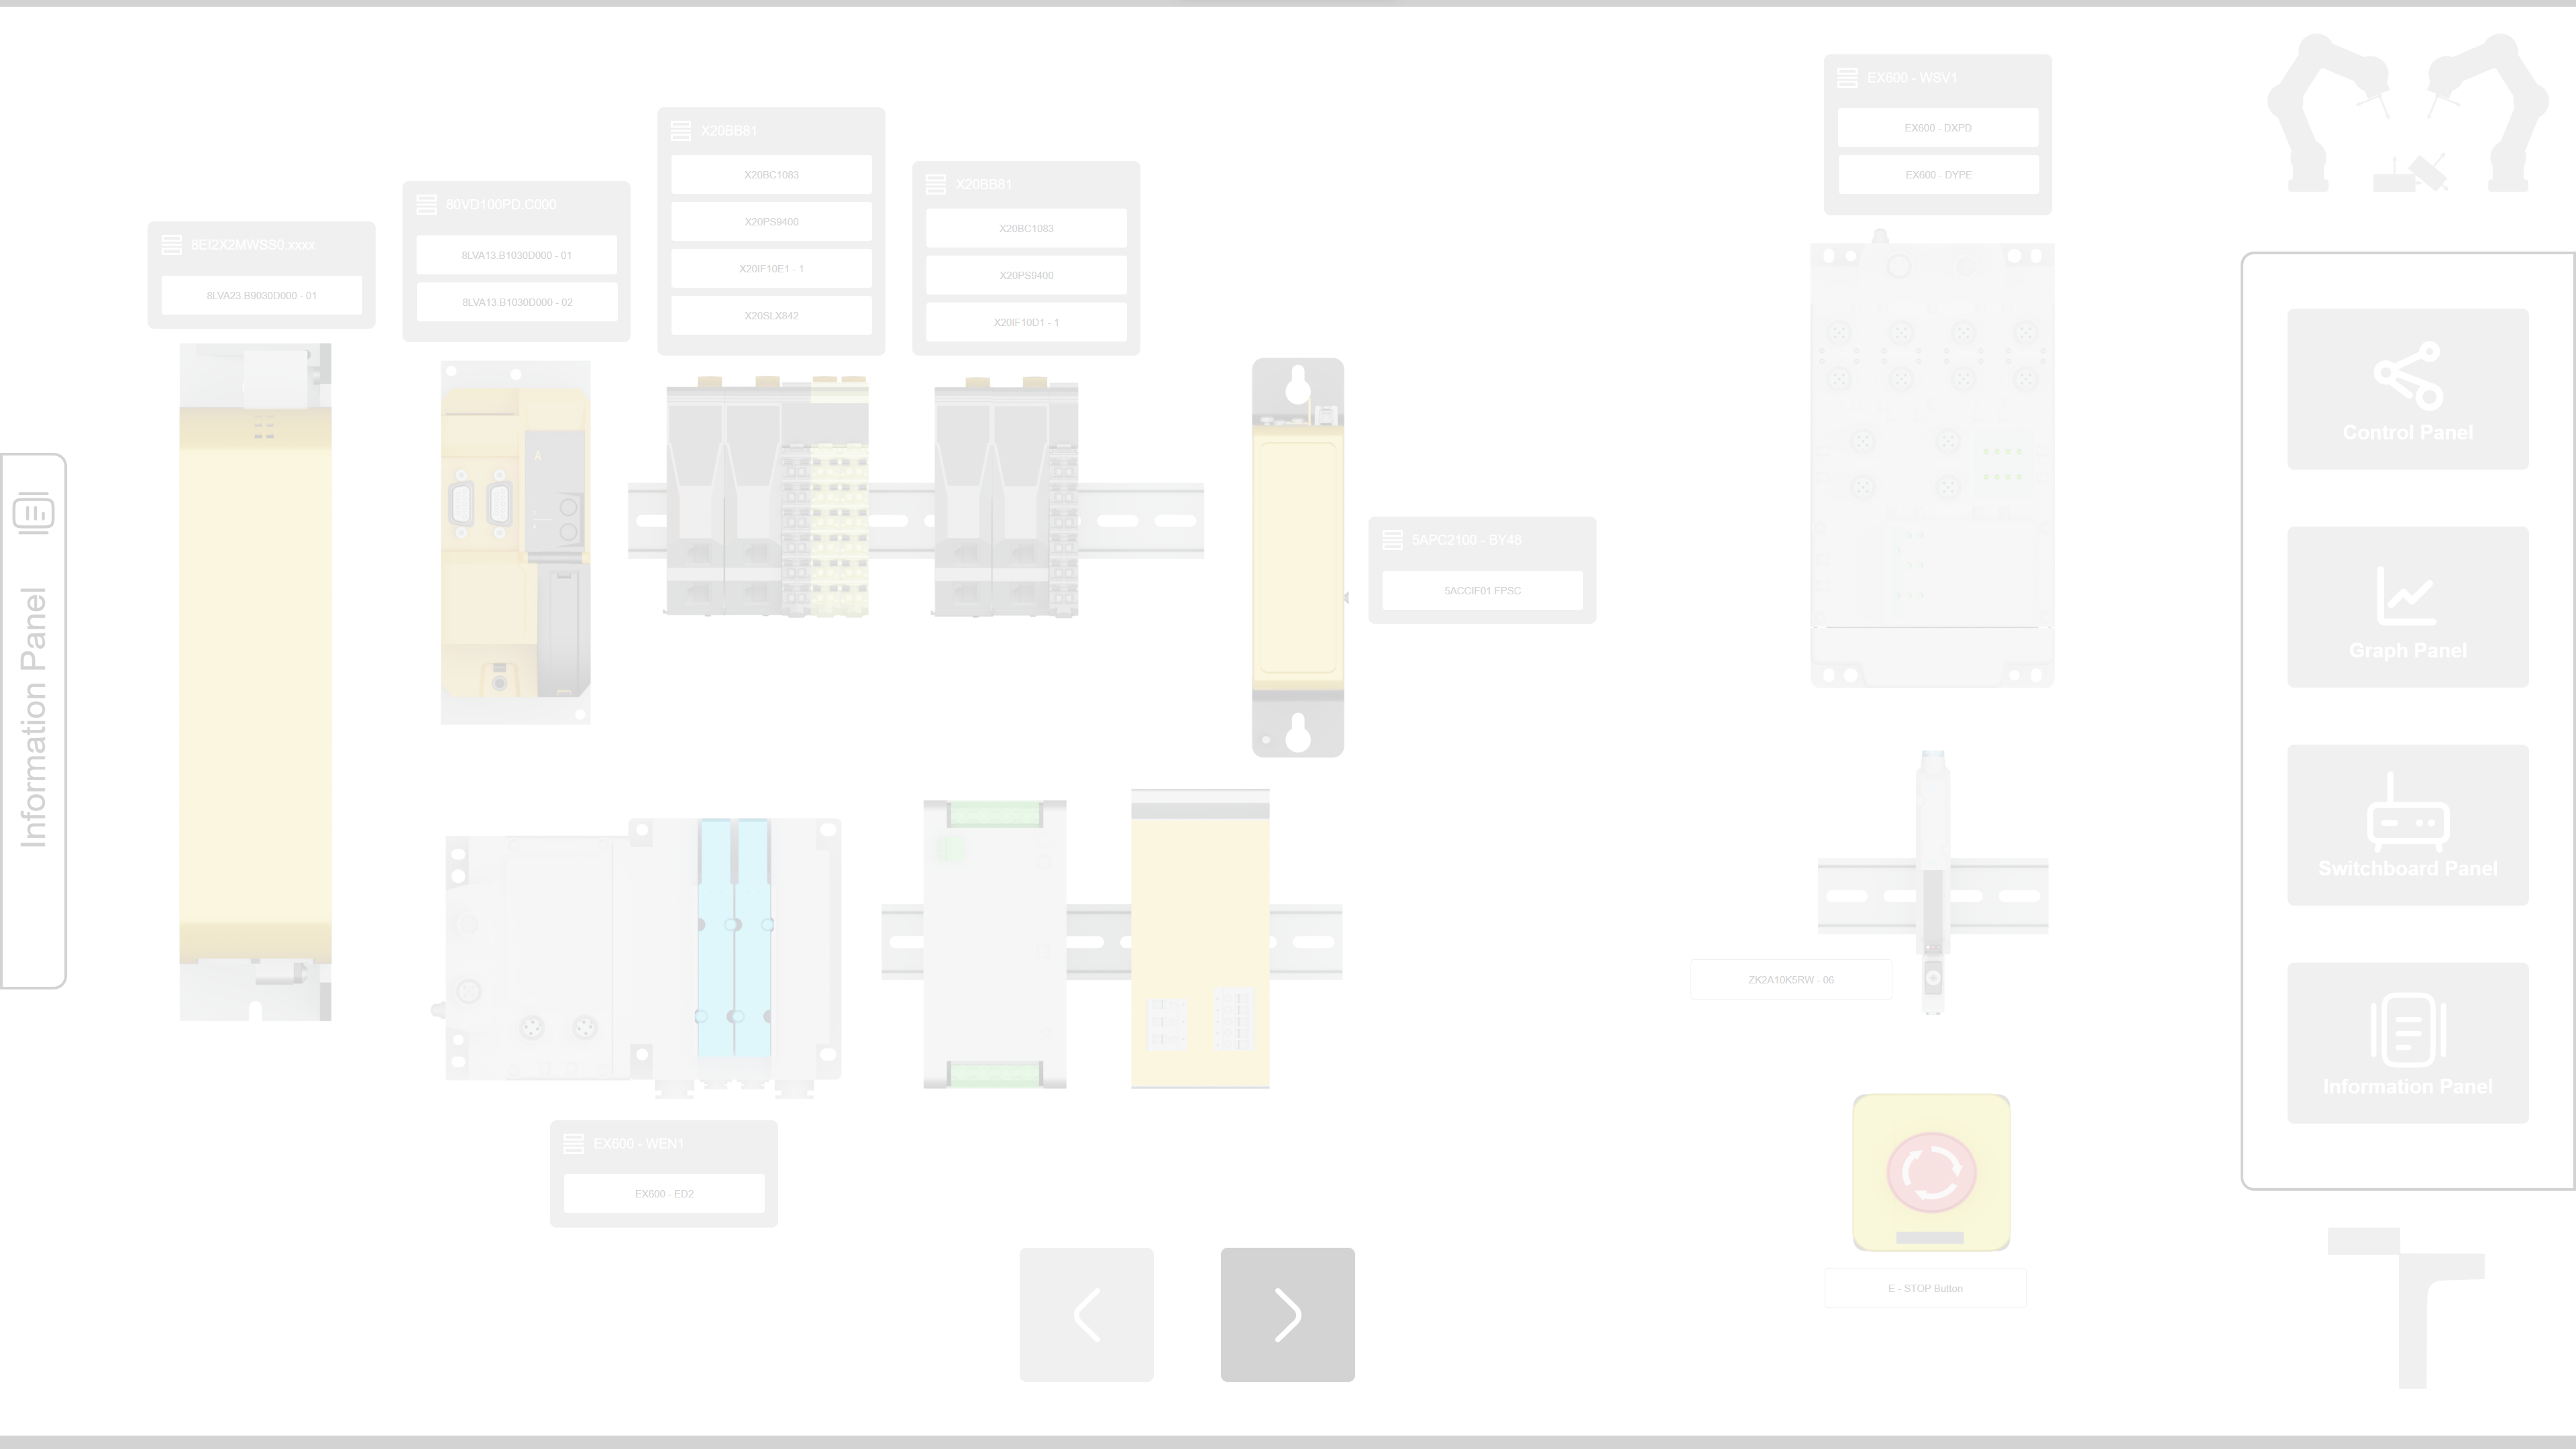 EX600 - WSV1
EX600 - DXPD
EX600 - DYPE
X20BB81
X20BC1083
X20PS9400
X20IF10E1 - 1
X20SLX842
X20BB81
X20BC1083
X20PS9400
X20IF10D1 - 1
80VD100PD.C000
8LVA13.B1030D000 - 01
8LVA13.B1030D000 - 02
8EI2X2MWSS0.xxxx
8LVA23.B9030D000 - 01
Control Panel
5APC2100 - BY48
5ACCIF01.FPSC
Graph Panel
Information Panel
Switchboard Panel
ZK2A10K5RW - 06
Information Panel
EX600 - WEN1
EX600 - ED2
E - STOP Button